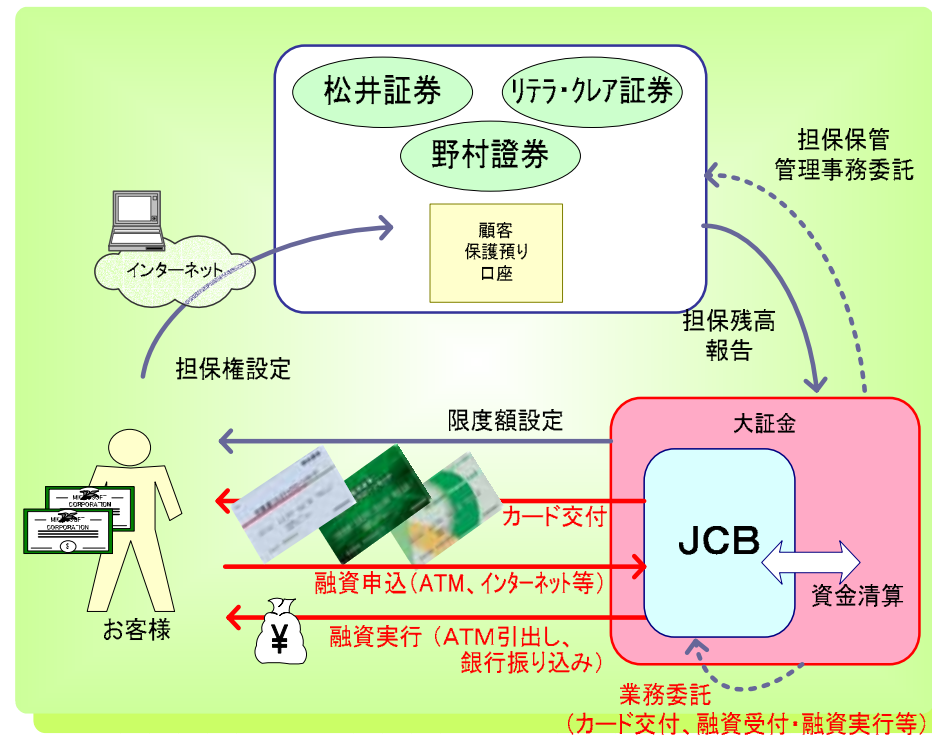 松井証券
リテラ・クレア証券
野村證券
担保保管
管理事務委託
顧客
保護預り
口座
インターネット
担保残高
報告
担保権設定
限度額設定
大証金
MICROSOFT
CORPORATION
MICROSOFT
CORPORATION
$
カード交付
JCB
融資申込(ATM、インターネット等)
資金清算
お客様
¥
融資実行 (ATM引出し、
銀行振り込み)
業務委託
(カード交付、融資受付・融資実行等)